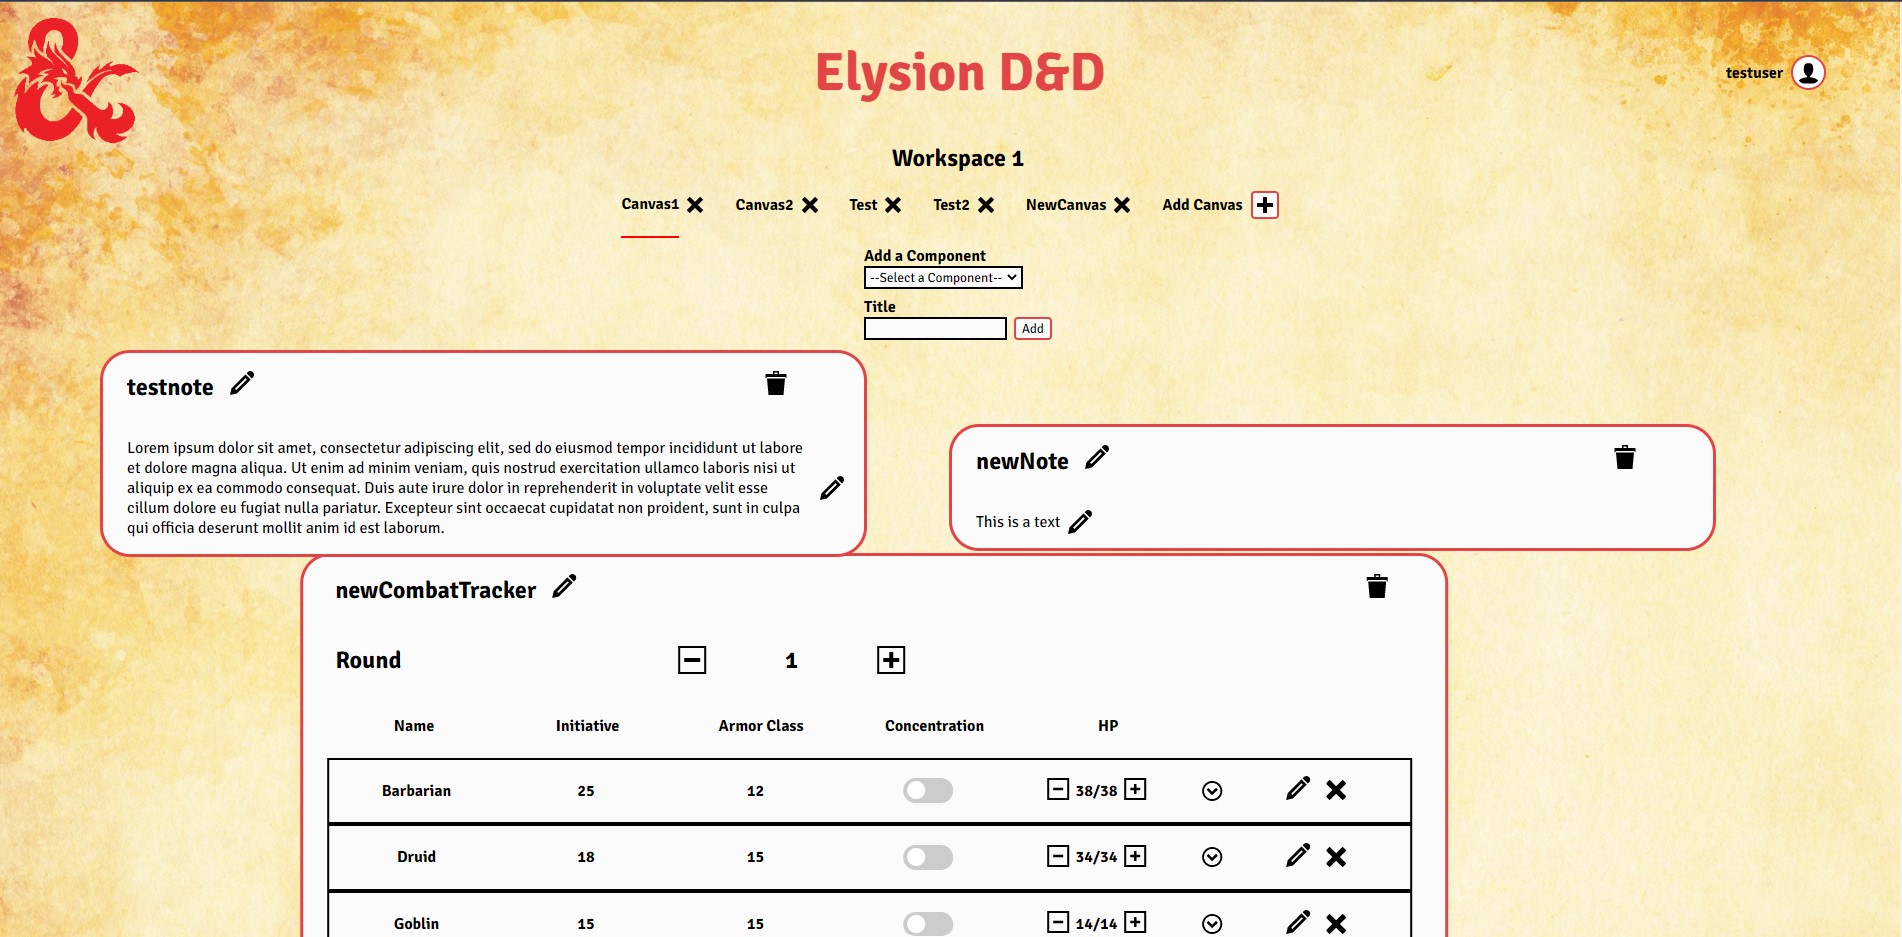 Elysion D&D
testuser
Workspace 1
Canvas1 Canvas2 Test Test2 NewCanvas Add Canvas
Add a Component
--Select a Component--
Title
Add
testnote
Lorem ipsum dolor sit amet, consectetur adipiscing elit, sed do eiusmod tempor incididunt ut labore
et dolore magna aliqua. Ut enim ad minim veniam, quis nostrud exercitation ullamco laboris nisi ut
aliquip ex ea commodo consequat. Duis aute irure dolor in reprehenderit in voluptate velit esse
cillum dolore eu fugiat nulla pariatur. Excepteur sint occaecat cupidatat non proident, sunt in culpa
qui officia deserunt mollit anim id est laborum.
newNote
This is a text
newCombatTracker
Round 1
Name Initiative Armor Class Concentration HP
Barbarian 25 12 38/38
Druid 18 15 34/34
Goblin 15 15 14/14